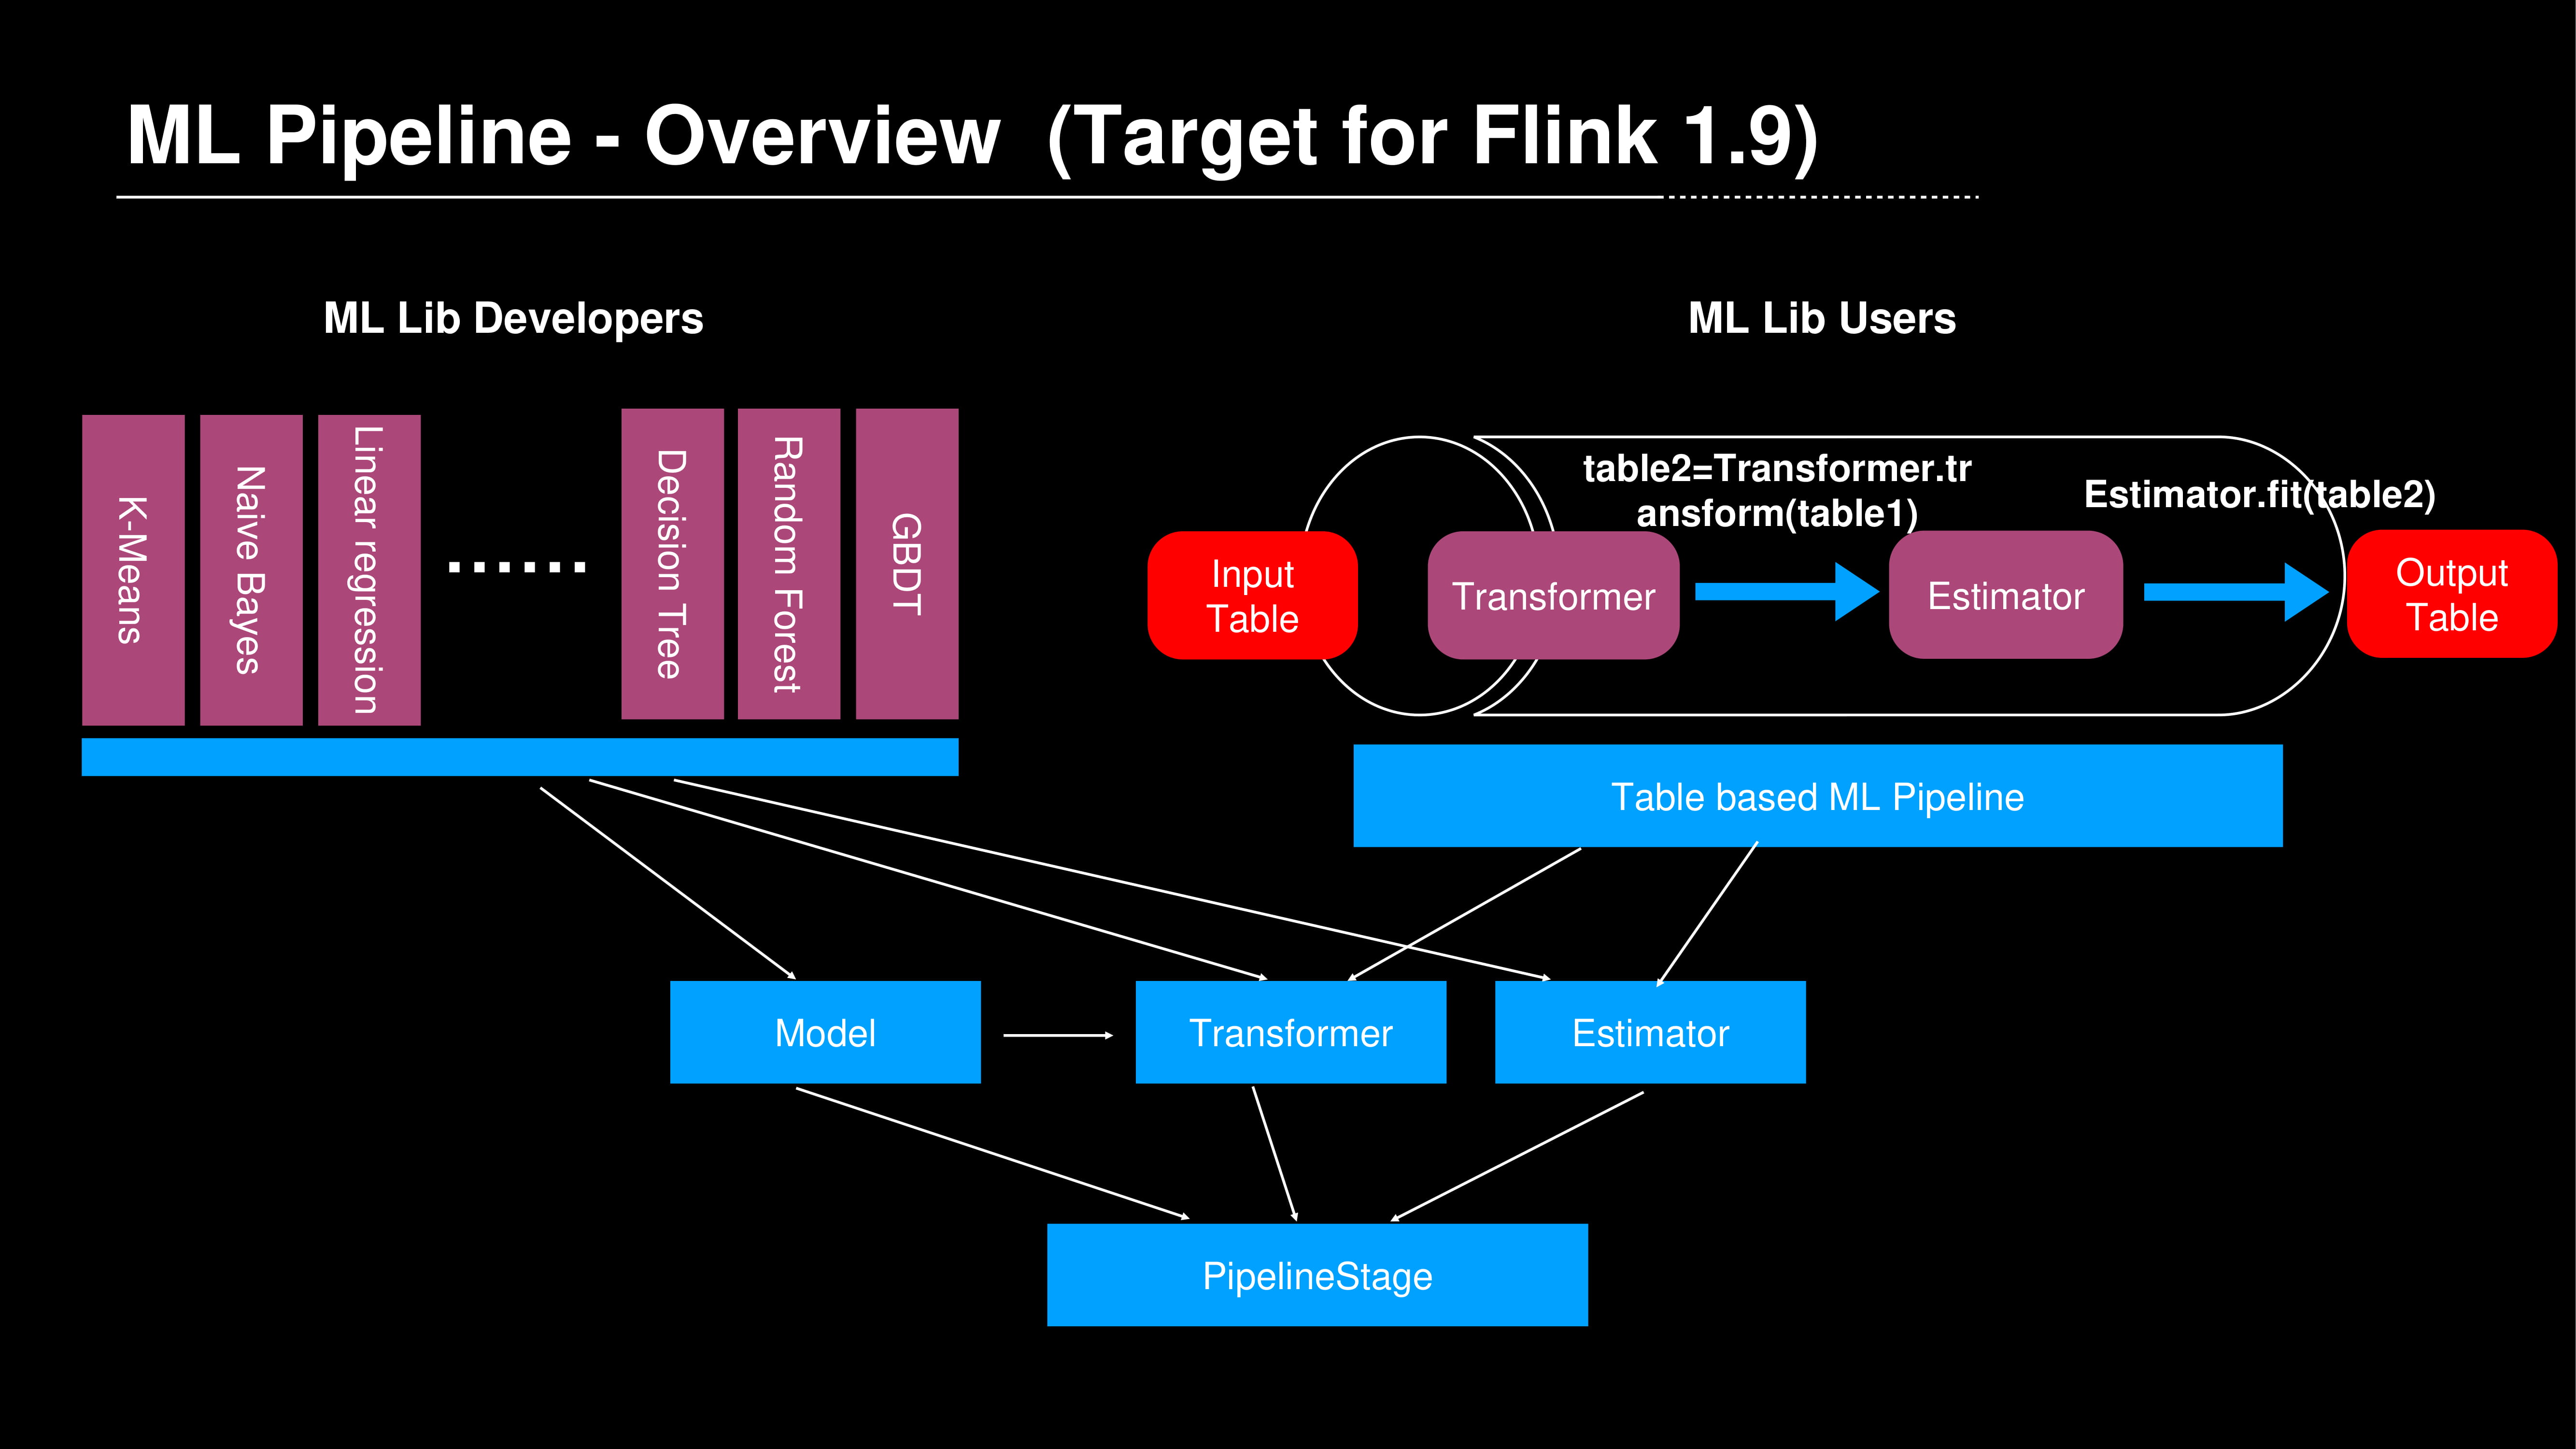 ML Pipeline - Overview  (Target for Flink 1.9)
ML Lib Developers
ML Lib Users
K-Means
Naive Bayes
Linear regression
......
Decision Tree
Random Forest
GBDT
table2=Transformer.tr
ansform(table1)
Estimator.fit(table2)
Input
Table
Transformer
Estimator
Output
Table
Table based ML Pipeline
Model
Transformer
Estimator
PipelineStage